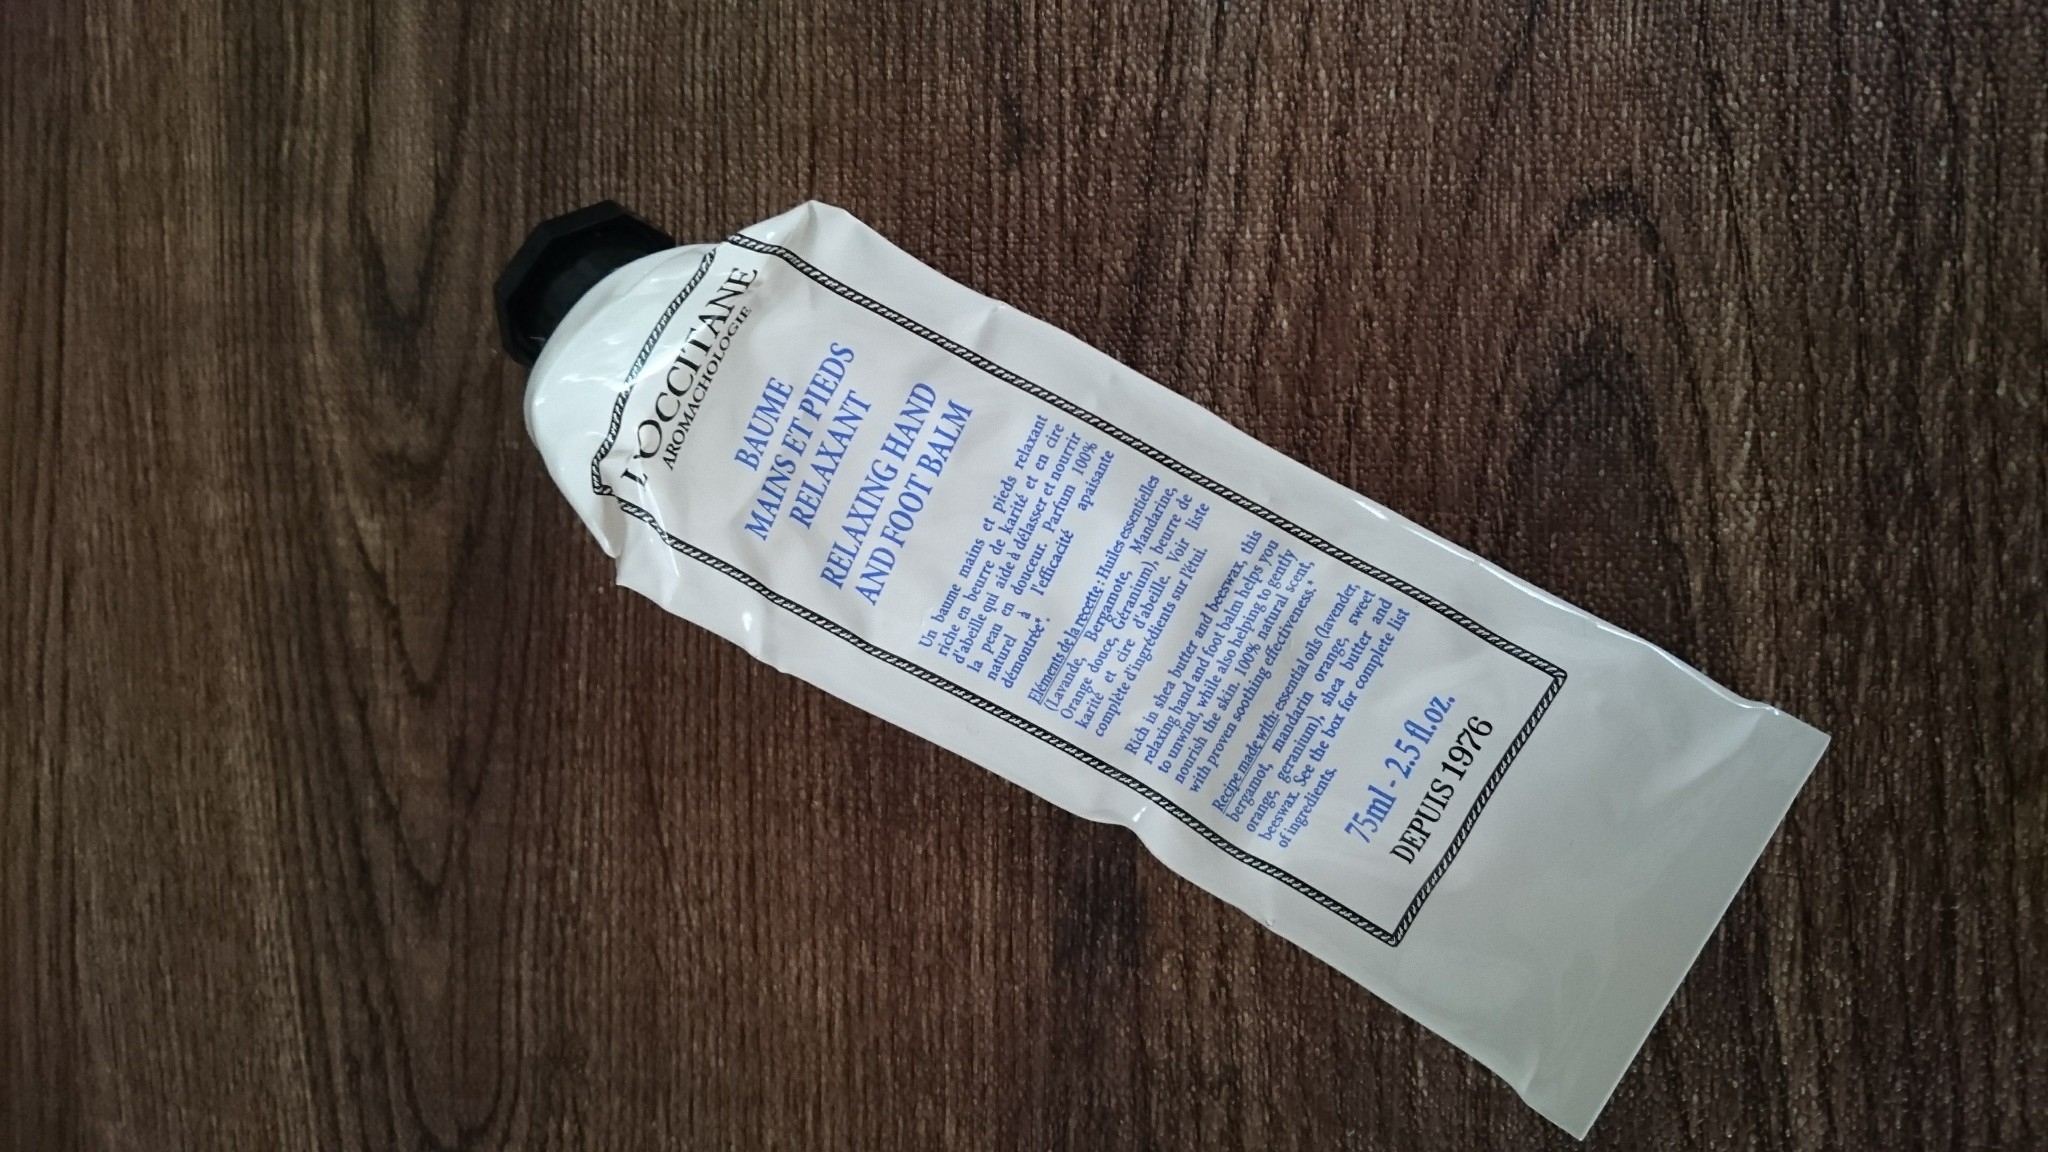 L'OCCITANE
AROMACHOLOGIE
BAUME
MAINS ET PIEDS
RELAXANT
RELAXING HAND
AND FOOT BALM
Un baume mains et pieds relaxant
riche en beurre de karité et en cire
d'abeille qui aide à délasser et nourrir
la peau en douceur. Parfum 100%
naturel à l'efficacité apaisante
démontrée*.
Eléments de la recette : Huiles essentielles
(Lavande, Bergamote, Mandarine,
Orange douce, Géranium), beurre de
karité et cire d'abeille. Voir liste
complète d'ingrédients sur l'étui.
Rich in shea butter and beeswax, this
relaxing hand and foot balm helps you
to unwind, while also helping to gently
nourish the skin. 100% natural scent,
with proven soothing effectiveness.*
Recipe made with: essential oils (lavender,
bergamot, mandarin orange, sweet
orange, geranium), shea butter and
beeswax. See the box for complete list
of ingredients.
75ml - 2.5 fl.oz.
DEPUIS 1976